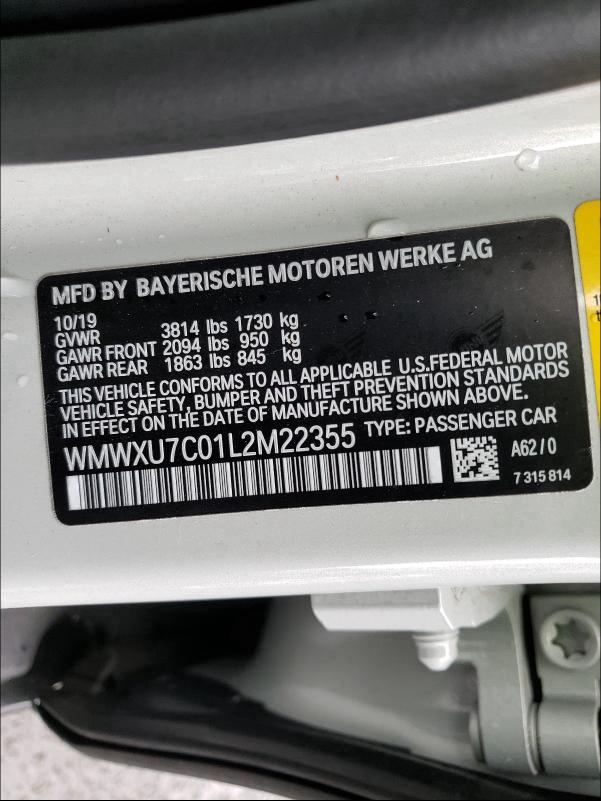 MFD BY BAYERISCHE MOTOREN WERKE AG
10/19
GVWR 3814 lbs 1730 kg
GAWR FRONT 2094 lbs 950 kg
GAWR REAR 1863 lbs 845 kg
THIS VEHICLE CONFORMS TO ALL APPLICABLE U.S.FEDERAL MOTOR
VEHICLE SAFETY, BUMPER AND THEFT PREVENTION STANDARDS
IN EFFECT ON THE DATE OF MANUFACTURE SHOWN ABOVE.
WMWXU7C01L2M22355 TYPE: PASSENGER CAR
A62/0
7 315 814